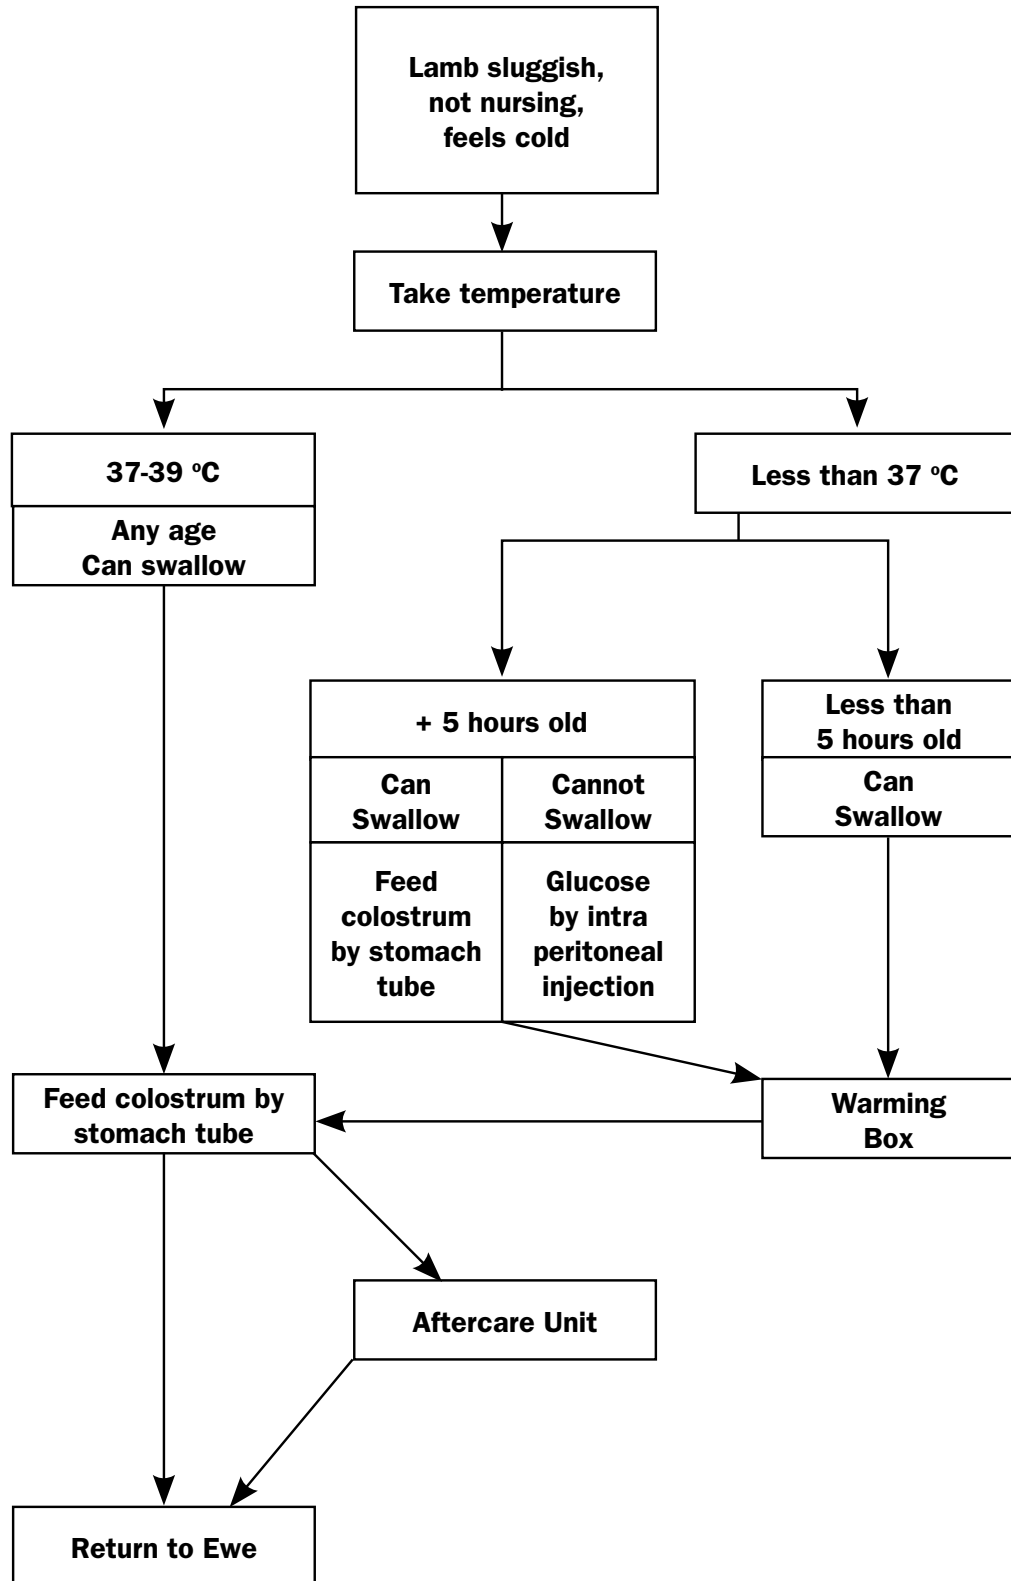 Lamb sluggish,
not nursing,
feels cold
Take temperature
37-39 ºC
Any age
Can swallow
Less than 37 ºC
+ 5 hours old
Can
Swallow
Cannot
Swallow
Feed
colostrum
by stomach
tube
Glucose
by intra
peritoneal
injection
Less than
5 hours old
Can
Swallow
Feed colostrum by
stomach tube
Warming
Box
Aftercare Unit
Return to Ewe